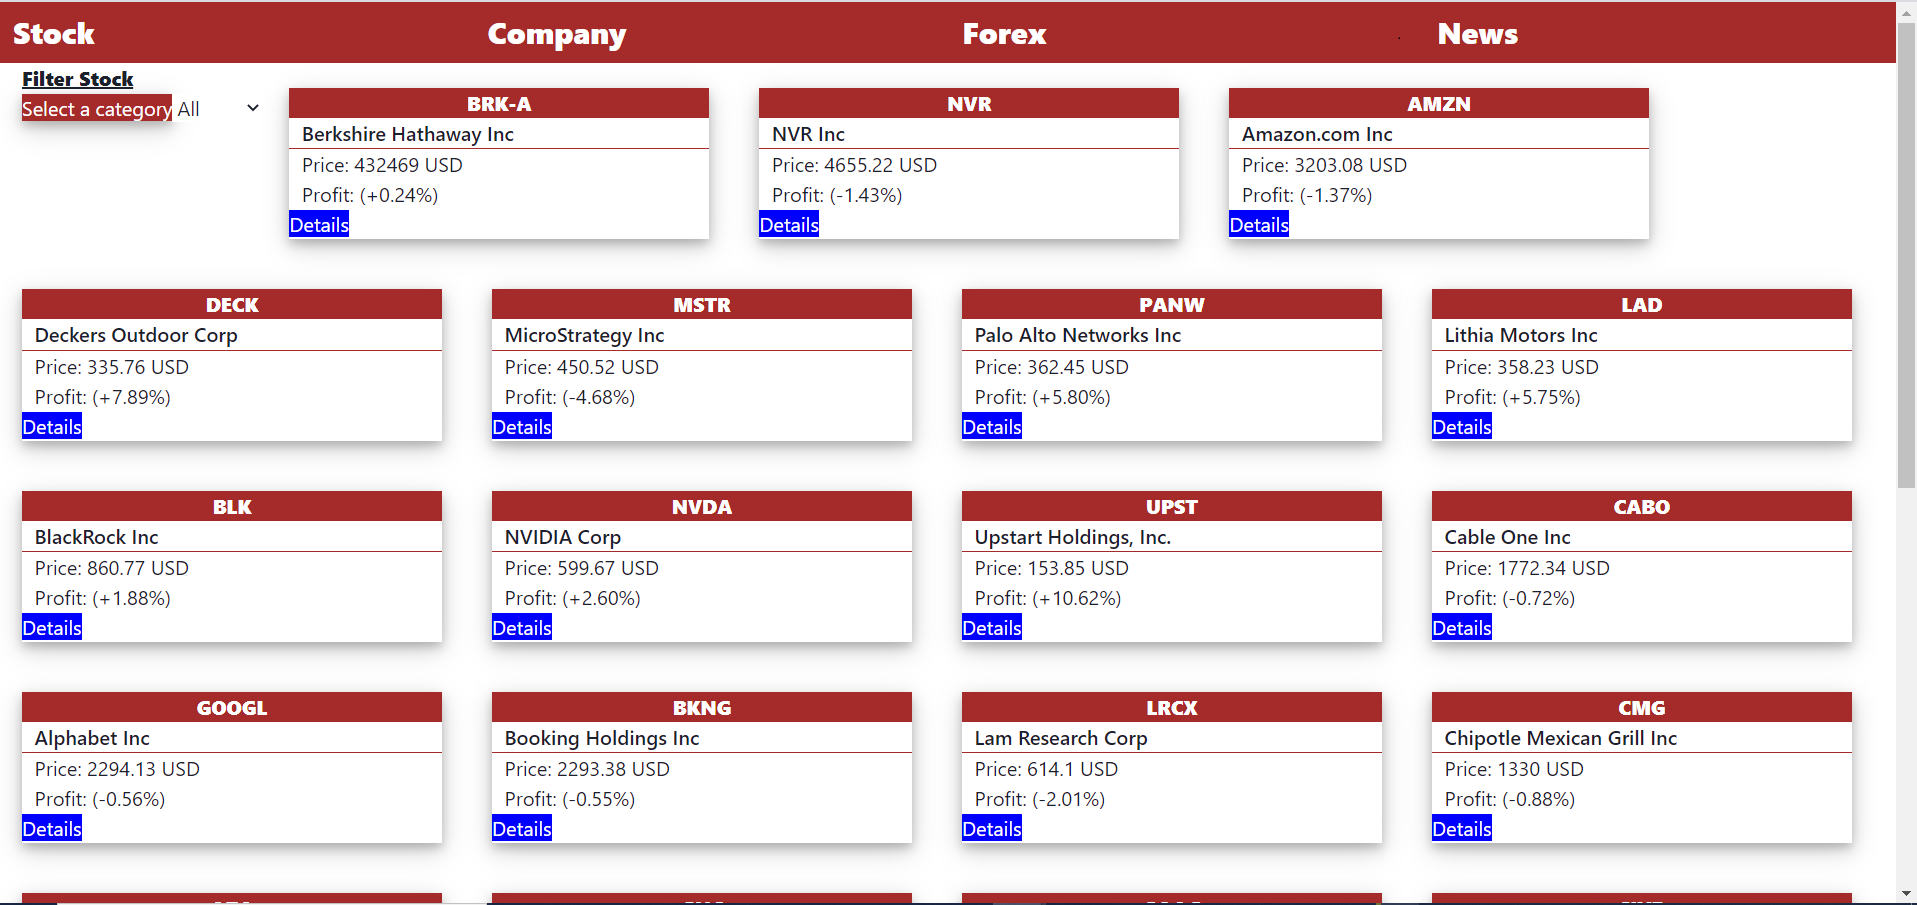 Stock Company Forex News
Filter Stock
Select a category All
BRK-A
Berkshire Hathaway Inc
Price: 432469 USD
Profit: (+0.24%)
Details
NVR
NVR Inc
Price: 4655.22 USD
Profit: (-1.43%)
Details
AMZN
Amazon.com Inc
Price: 3203.08 USD
Profit: (-1.37%)
Details
DECK
Deckers Outdoor Corp
Price: 335.76 USD
Profit: (+7.89%)
Details
MSTR
MicroStrategy Inc
Price: 450.52 USD
Profit: (-4.68%)
Details
PANW
Palo Alto Networks Inc
Price: 362.45 USD
Profit: (+5.80%)
Details
LAD
Lithia Motors Inc
Price: 358.23 USD
Profit: (+5.75%)
Details
BLK
BlackRock Inc
Price: 860.77 USD
Profit: (+1.88%)
Details
NVDA
NVIDIA Corp
Price: 599.67 USD
Profit: (+2.60%)
Details
UPST
Upstart Holdings, Inc.
Price: 153.85 USD
Profit: (+10.62%)
Details
CABO
Cable One Inc
Price: 1772.34 USD
Profit: (-0.72%)
Details
GOOGL
Alphabet Inc
Price: 2294.13 USD
Profit: (-0.56%)
Details
BKNG
Booking Holdings Inc
Price: 2293.38 USD
Profit: (-0.55%)
Details
LRCX
Lam Research Corp
Price: 614.1 USD
Profit: (-2.01%)
Details
CMG
Chipotle Mexican Grill Inc
Price: 1330 USD
Profit: (-0.88%)
Details